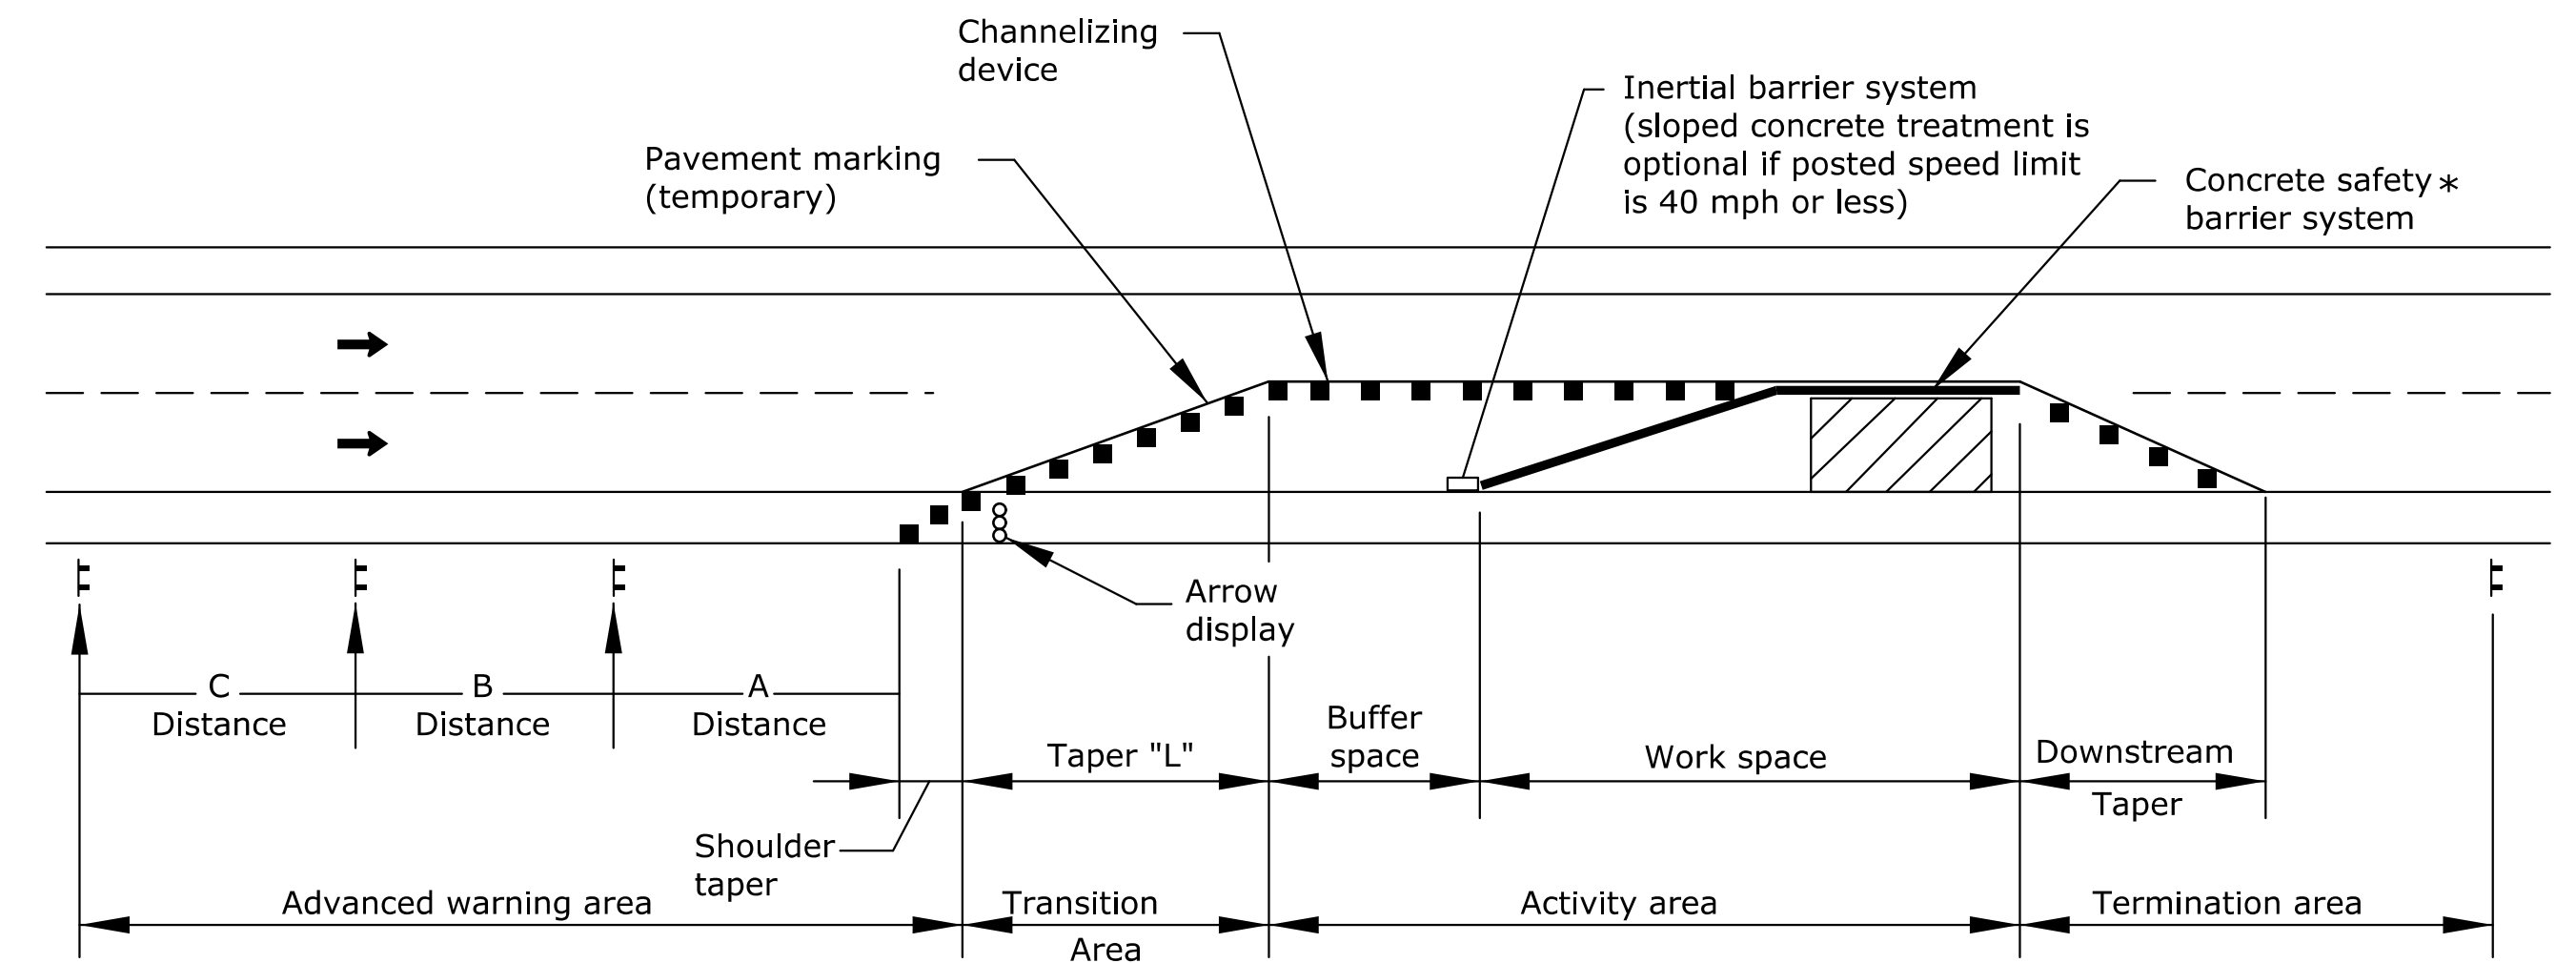 Channelizing
device
Inertial barrier system
(sloped concrete treatment is
optional if posted speed limit
is 40 mph or less)
Pavement marking
(temporary)
Concrete safety*
barrier system
Arrow
display
C
Distance
B
Distance
A
Distance
Buffer
space
Taper "L"
Work space
Downstream
Taper
Shoulder
taper
Advanced warning area
Transition
Area
Activity area
Termination area